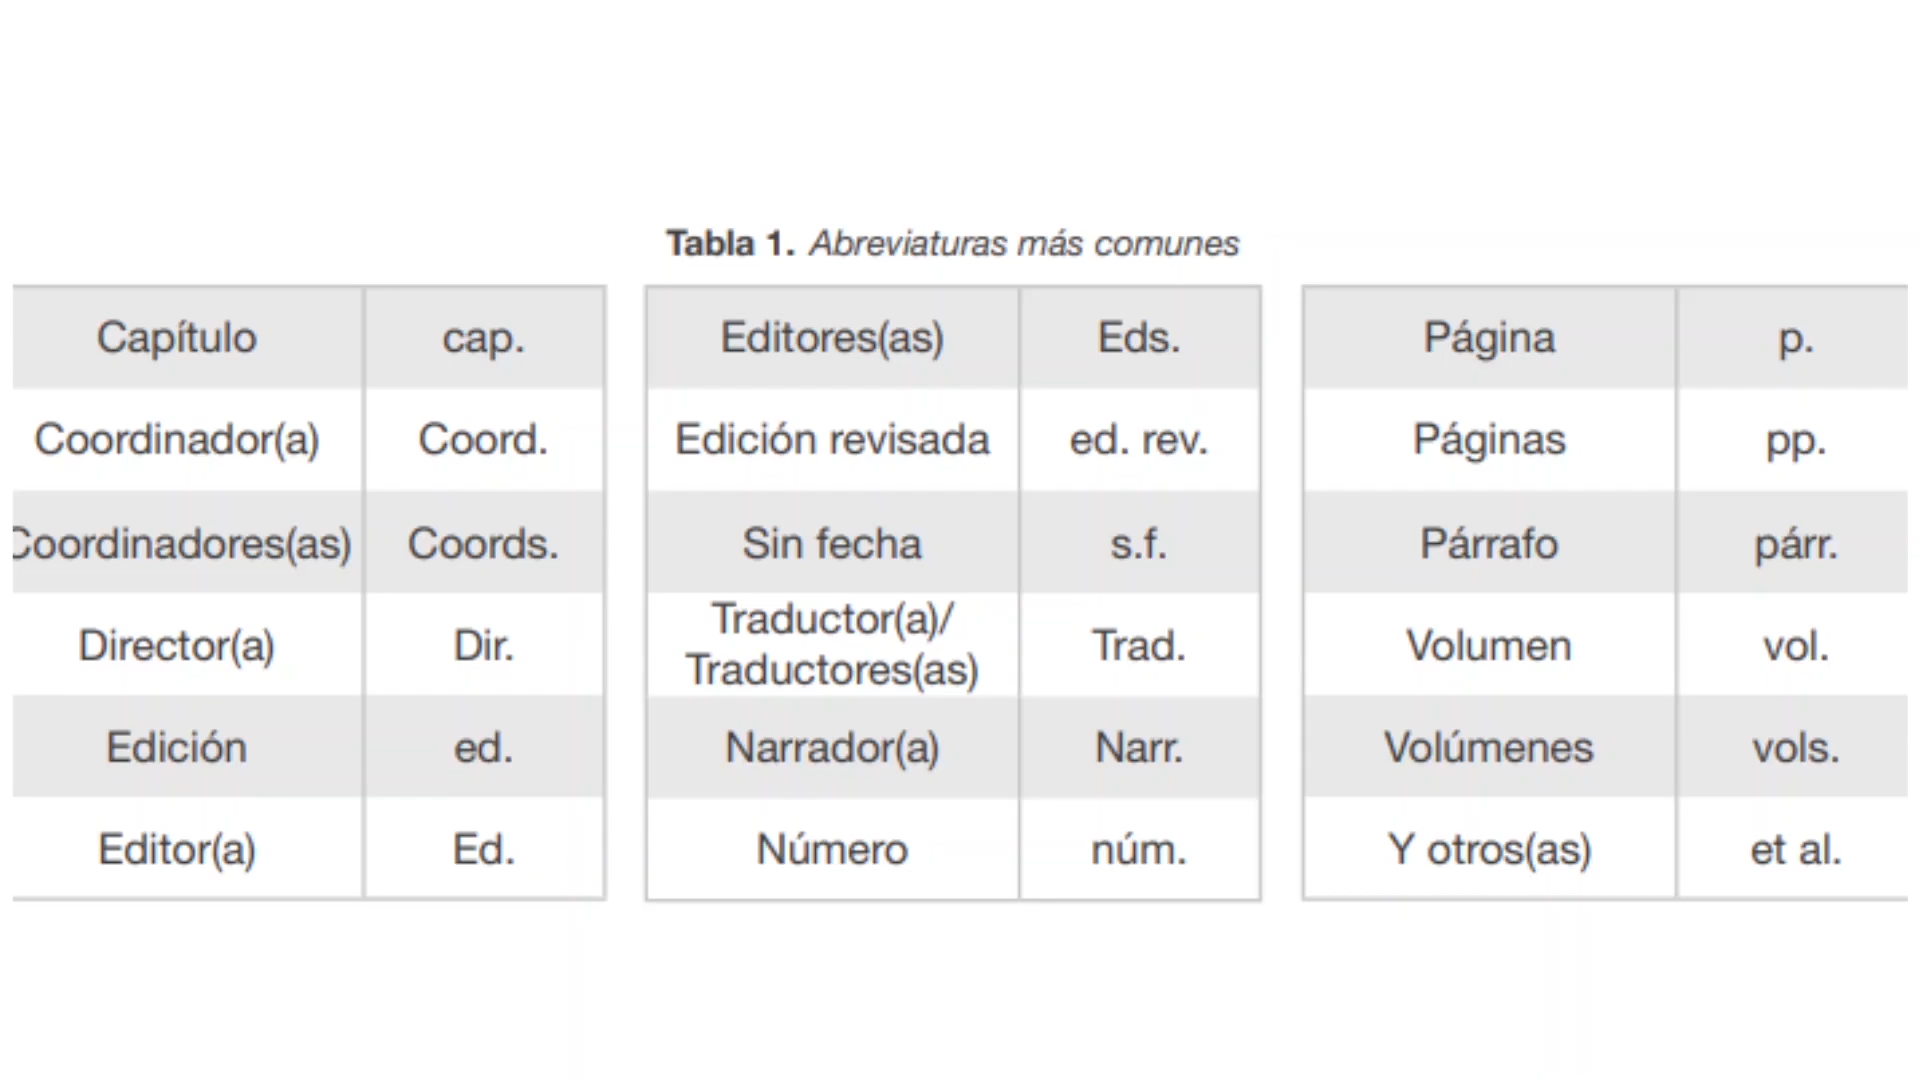 Tabla 1. Abreviaturas más comunes
Capítulo cap.
Coordinador(a) Coord.
Coordinadores(as) Coords.
Director(a) Dir.
Edición ed.
Editor(a) Ed.
Editores(as) Eds.
Edición revisada ed. rev.
Sin fecha s.f.
Traductor(a)/
Traductores(as) Trad.
Narrador(a) Narr.
Número núm.
Página p.
Páginas pp.
Párrafo párr.
Volumen vol.
Volúmenes vols.
Y otros(as) et al.